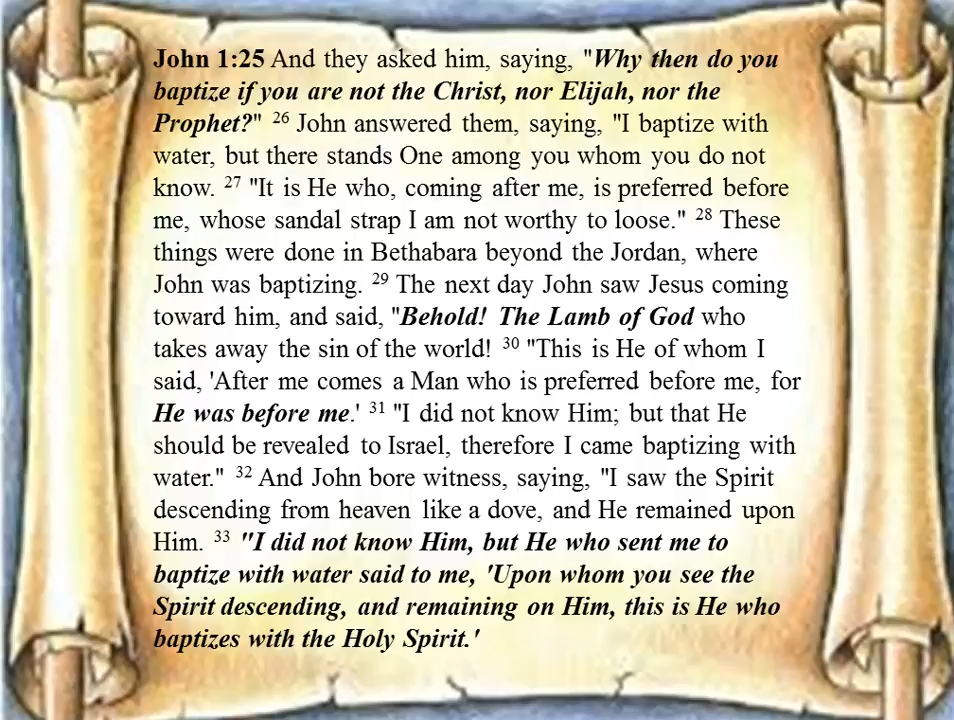 John 1:25 And they asked him, saying, "Why then do you
baptize if you are not the Christ, nor Elijah, nor the
Prophet?" 26 John answered them, saying, "I baptize with
water, but there stands One among you whom you do not
know. 27 "It is He who, coming after me, is preferred before
me, whose sandal strap I am not worthy to loose." 28 These
things were done in Bethabara beyond the Jordan, where
John was baptizing. 29 The next day John saw Jesus coming
toward him, and said, "Behold! The Lamb of God who
takes away the sin of the world! 30 "This is He of whom I
said, 'After me comes a Man who is preferred before me, for
He was before me.' 31 "I did not know Him; but that He
should be revealed to Israel, therefore I came baptizing with
water." 32 And John bore witness, saying, "I saw the Spirit
descending from heaven like a dove, and He remained upon
Him. 33 "I did not know Him, but He who sent me to
baptize with water said to me, 'Upon whom you see the
Spirit descending, and remaining on Him, this is He who
baptizes with the Holy Spirit.'